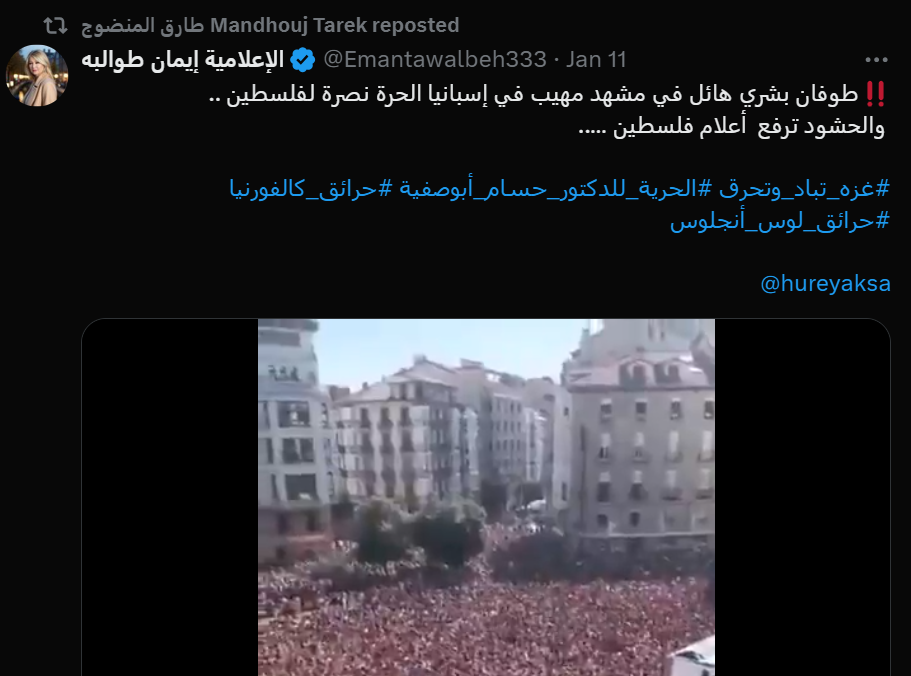 طارق المنضوج Mandhouj Tarek reposted
الإعلامية إيمان طوالبه @Emantawalbeh333 · Jan 11
‼️طوفان بشري هائل في مشهد مهيب في إسبانيا الحرة نصرة لفلسطين ..
والحشود ترفع أعلام فلسطين .....
#غزه_تباد_وتحرق #الحرية_للدكتور_حسام_أبوصفية #حرائق_كالفورنيا
#حرائق_لوس_أنجلوس
@hureyaksa